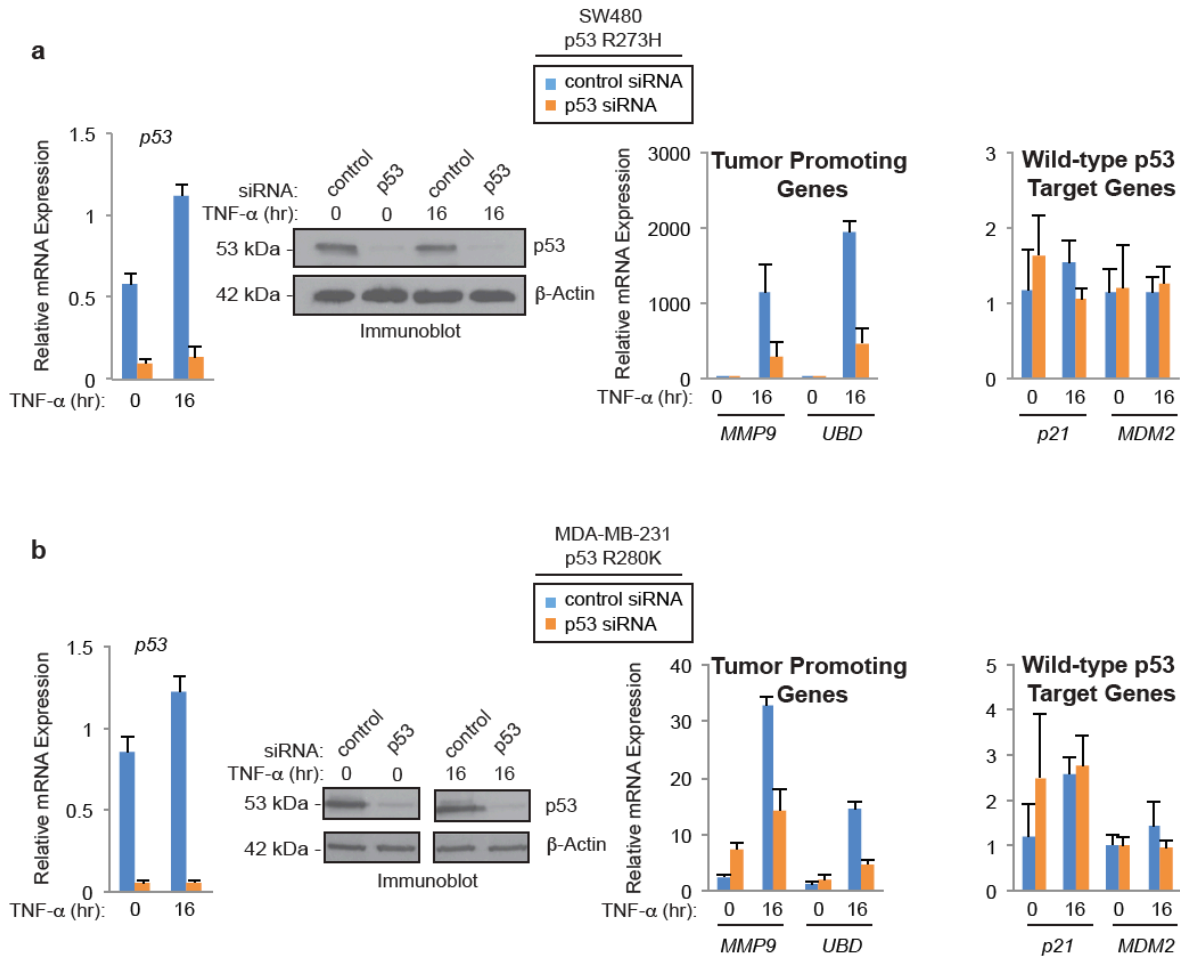 a
SW480
p53 R273H
control siRNA
p53 siRNA
p53
Relative mRNA Expression
1.5
1
0.5
0
TNF-α (hr): 0 16
siRNA: control p53 control p53
TNF-α (hr): 0 0 16 16
53 kDa - p53
42 kDa - β-Actin
Immunoblot
Tumor Promoting
Genes
Relative mRNA Expression
3000
2000
1000
0
TNF-α (hr): 0 16 0 16
MMP9 UBD
Wild-type p53
Target Genes
3
2
1
0
0 16 0 16
p21 MDM2
b
MDA-MB-231
p53 R280K
control siRNA
p53 siRNA
p53
Relative mRNA Expression
1.5
1
0.5
0
TNF-α (hr): 0 16
siRNA: control p53 control p53
TNF-α (hr): 0 0 16 16
53 kDa - p53
42 kDa - β-Actin
Immunoblot
Tumor Promoting
Genes
Relative mRNA Expression
40
30
20
10
0
TNF-α (hr): 0 16 0 16
MMP9 UBD
Wild-type p53
Target Genes
5
4
3
2
1
0
0 16 0 16
p21 MDM2